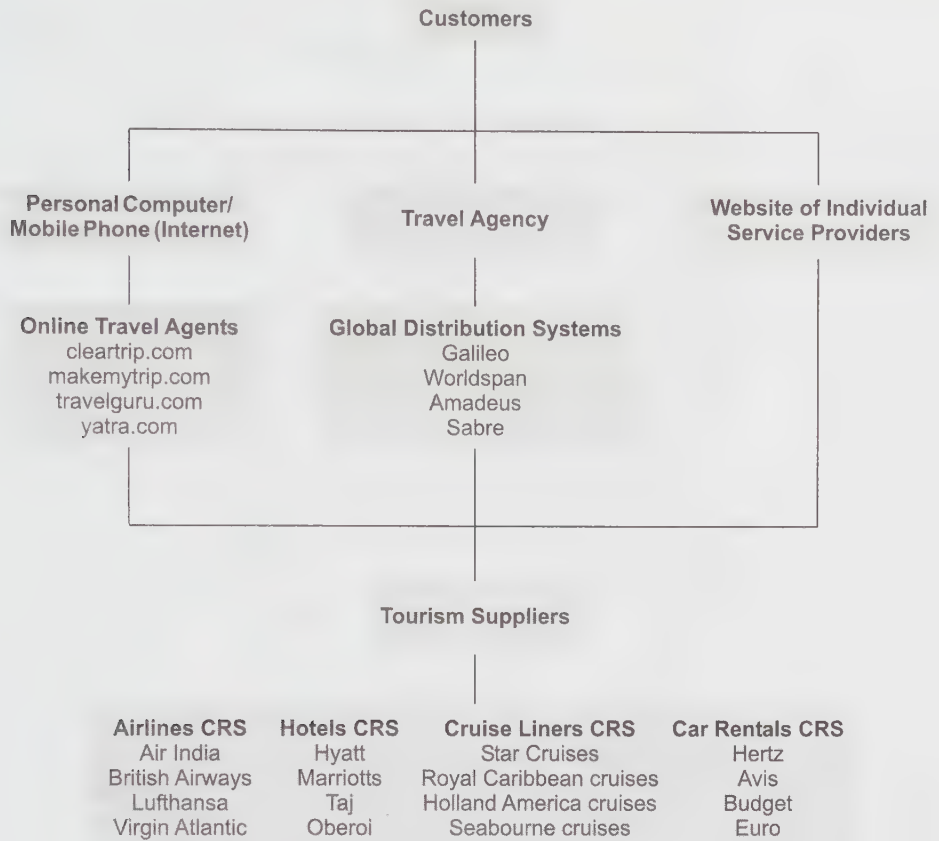 Customers
Personal Computer/
Mobile Phone (Internet)
Travel Agency
Website of Individual
Service Providers
Online Travel Agents
cleartrip.com
makemytrip.com
travelguru.com
yatra.com
Global Distribution Systems
Galileo
Worldspan
Amadeus
Sabre
Tourism Suppliers
Airlines CRS
Air India
British Airways
Lufthansa
Virgin Atlantic
Hotels CRS
Hyatt
Marriotts
Taj
Oberoi
Cruise Liners CRS
Star Cruises
Royal Caribbean cruises
Holland America cruises
Seabourne cruises
Car Rentals CRS
Hertz
Avis
Budget
Euro